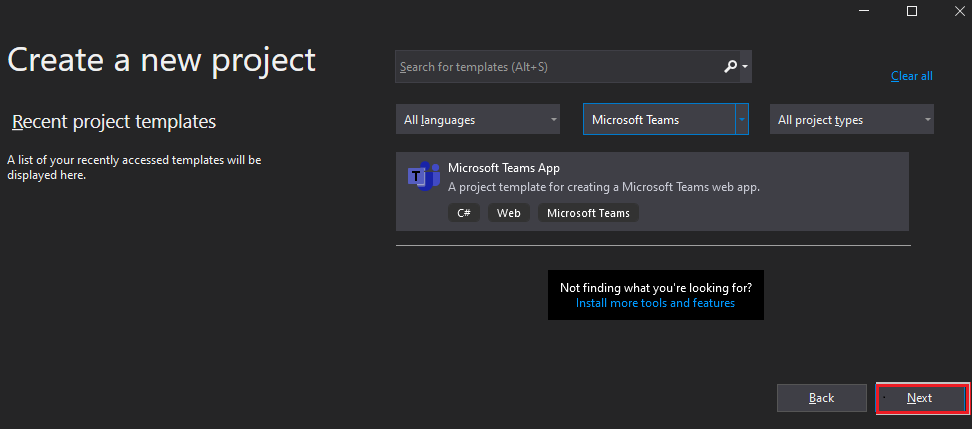 Create a new project
Recent project templates
A list of your recently accessed templates will be
displayed here.
Search for templates (Alt+S)
Clear all
All languages
Microsoft Teams
All project types
T
Microsoft Teams App
A project template for creating a Microsoft Teams web app.
C#
Web
Microsoft Teams
Not finding what you're looking for?
Install more tools and features
Back
Next